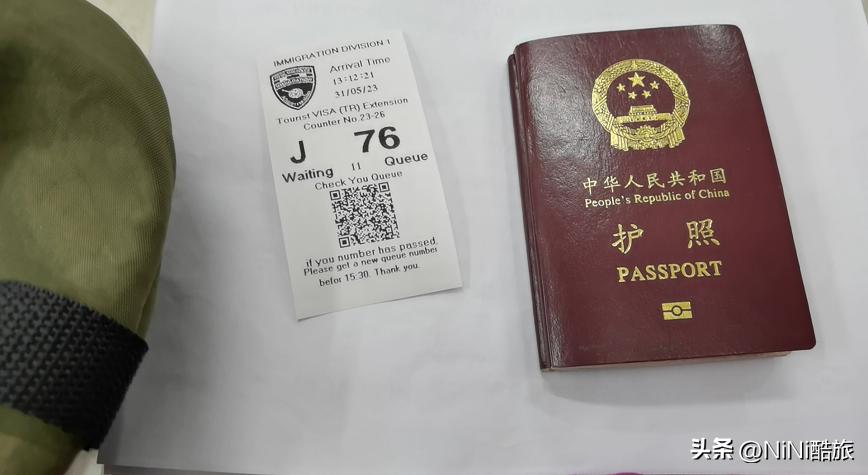 IMMIGRATION DIVISION 1
Arrival Time
13:12:21
31/05/23
Tourist VISA (TR) Extension
Counter No.23-26
J 76
Waiting 11 Queue
Check You Queue
if you number has passed.
Please get a new queue number
befor 15:30. Thank you.
中华人民共和国
People's Republic of China
护 照
PASSPORT
头条 @NiNi酷旅